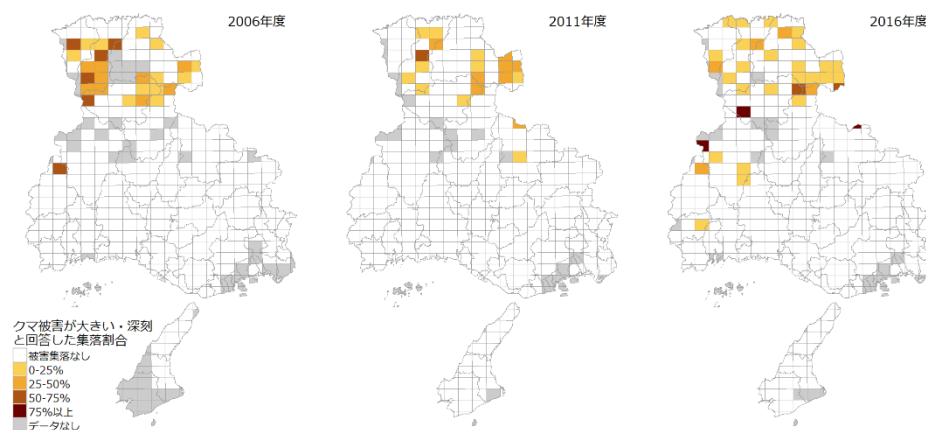 2006年度
2011年度
2016年度
クマ被害が大きい・深刻
と回答した集落割合
被害集落なし
0-25%
25-50%
50-75%
75%以上
データなし